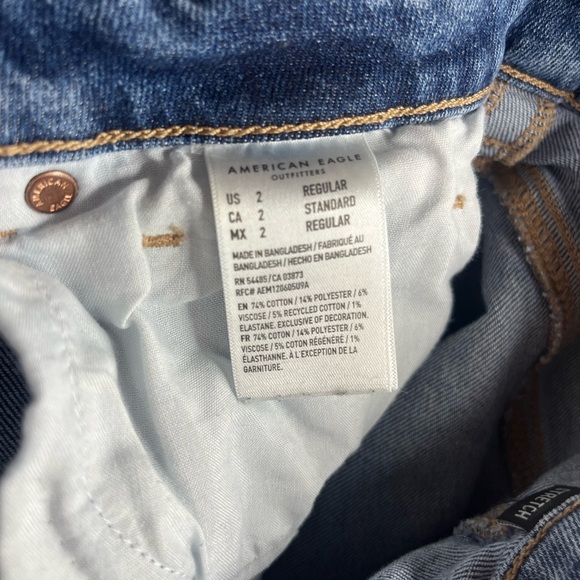 AMERICAN EAGLE
OUTFITTERS
US 2 REGULAR
CA 2 STANDARD
MX 2 REGULAR
MADE IN BANGLADESH / FABRIQUÉ AU
BANGLADESH / HECHO EN BANGLADESH
RN 54485 / CA 03873
RFC# AEM1206050U9A
EN 74% COTTON / 14% POLYESTER / 6%
VISCOSE / 5% RECYCLED COTTON / 1%
ELASTANE. EXCLUSIVE OF DECORATION.
FR 74% COTON / 14% POLYESTER / 6%
VISCOSE / 5% COTON RÉGÉNÉRÉ / 1%
ÉLASTHANNE. À L'EXCEPTION DE LA
GARNITURE.
AMERICAN
EAGLE
STRETCH